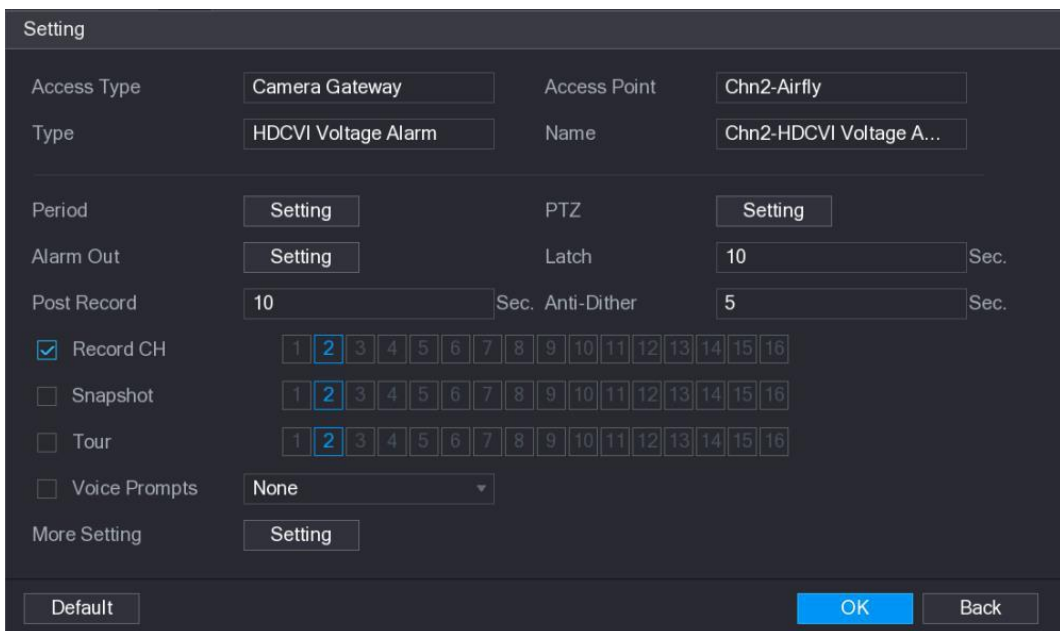 Setting
Access Type Camera Gateway Access Point Chn2-Airfly
Type HDCVI Voltage Alarm Name Chn2-HDCVI Voltage A...
Period Setting PTZ Setting
Alarm Out Setting Latch 10 Sec.
Post Record 10 Sec. Anti-Dither 5 Sec.
Record CH 1 2 3 4 5 6 7 8 9 10 11 12 13 14 15 16
Snapshot 1 2 3 4 5 6 7 8 9 10 11 12 13 14 15 16
Tour 1 2 3 4 5 6 7 8 9 10 11 12 13 14 15 16
Voice Prompts None
More Setting Setting
Default OK Back